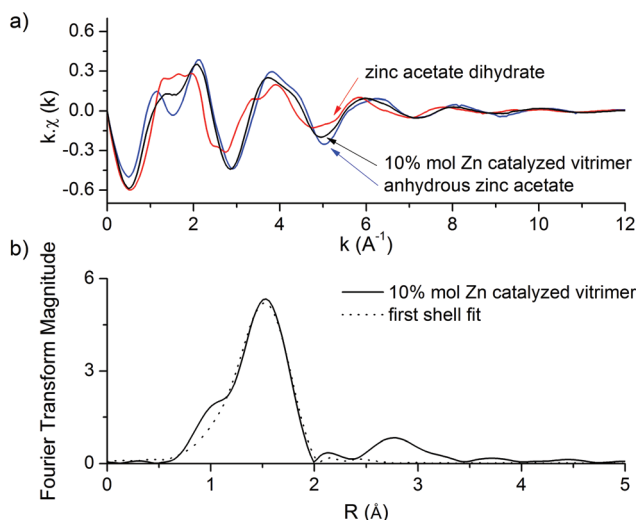 a)
0.3
0.0
-0.3
-0.6
k.χ (k)
zinc acetate dihydrate
10% mol Zn catalyzed vitrimer
anhydrous zinc acetate
0 2 4 6 8 10 12
k (A⁻¹)
b)
6
3
0
Fourier Transform Magnitude
10% mol Zn catalyzed vitrimer
first shell fit
0 1 2 3 4 5
R (Å)